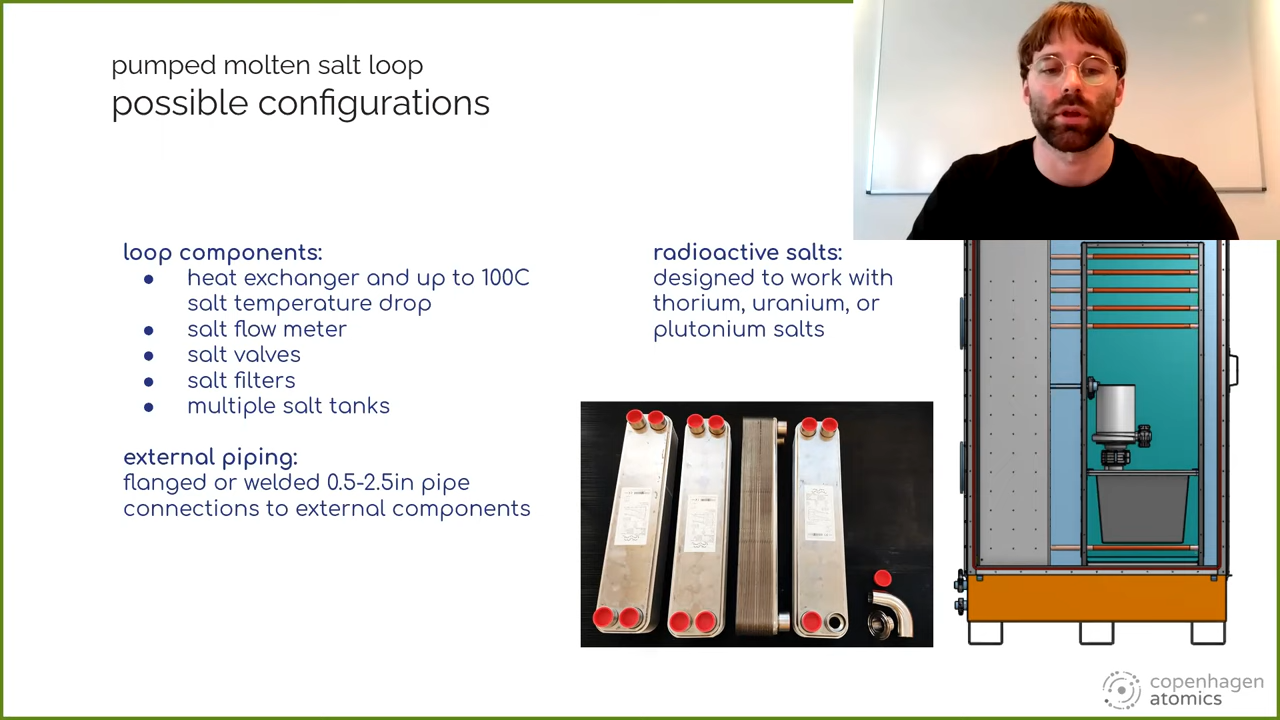 pumped molten salt loop
possible configurations
loop components:
● heat exchanger and up to 100C
salt temperature drop
● salt flow meter
● salt valves
● salt filters
● multiple salt tanks
external piping:
flanged or welded 0.5-2.5in pipe
connections to external components
radioactive salts:
designed to work with
thorium, uranium, or
plutonium salts
copenhagen
atomics